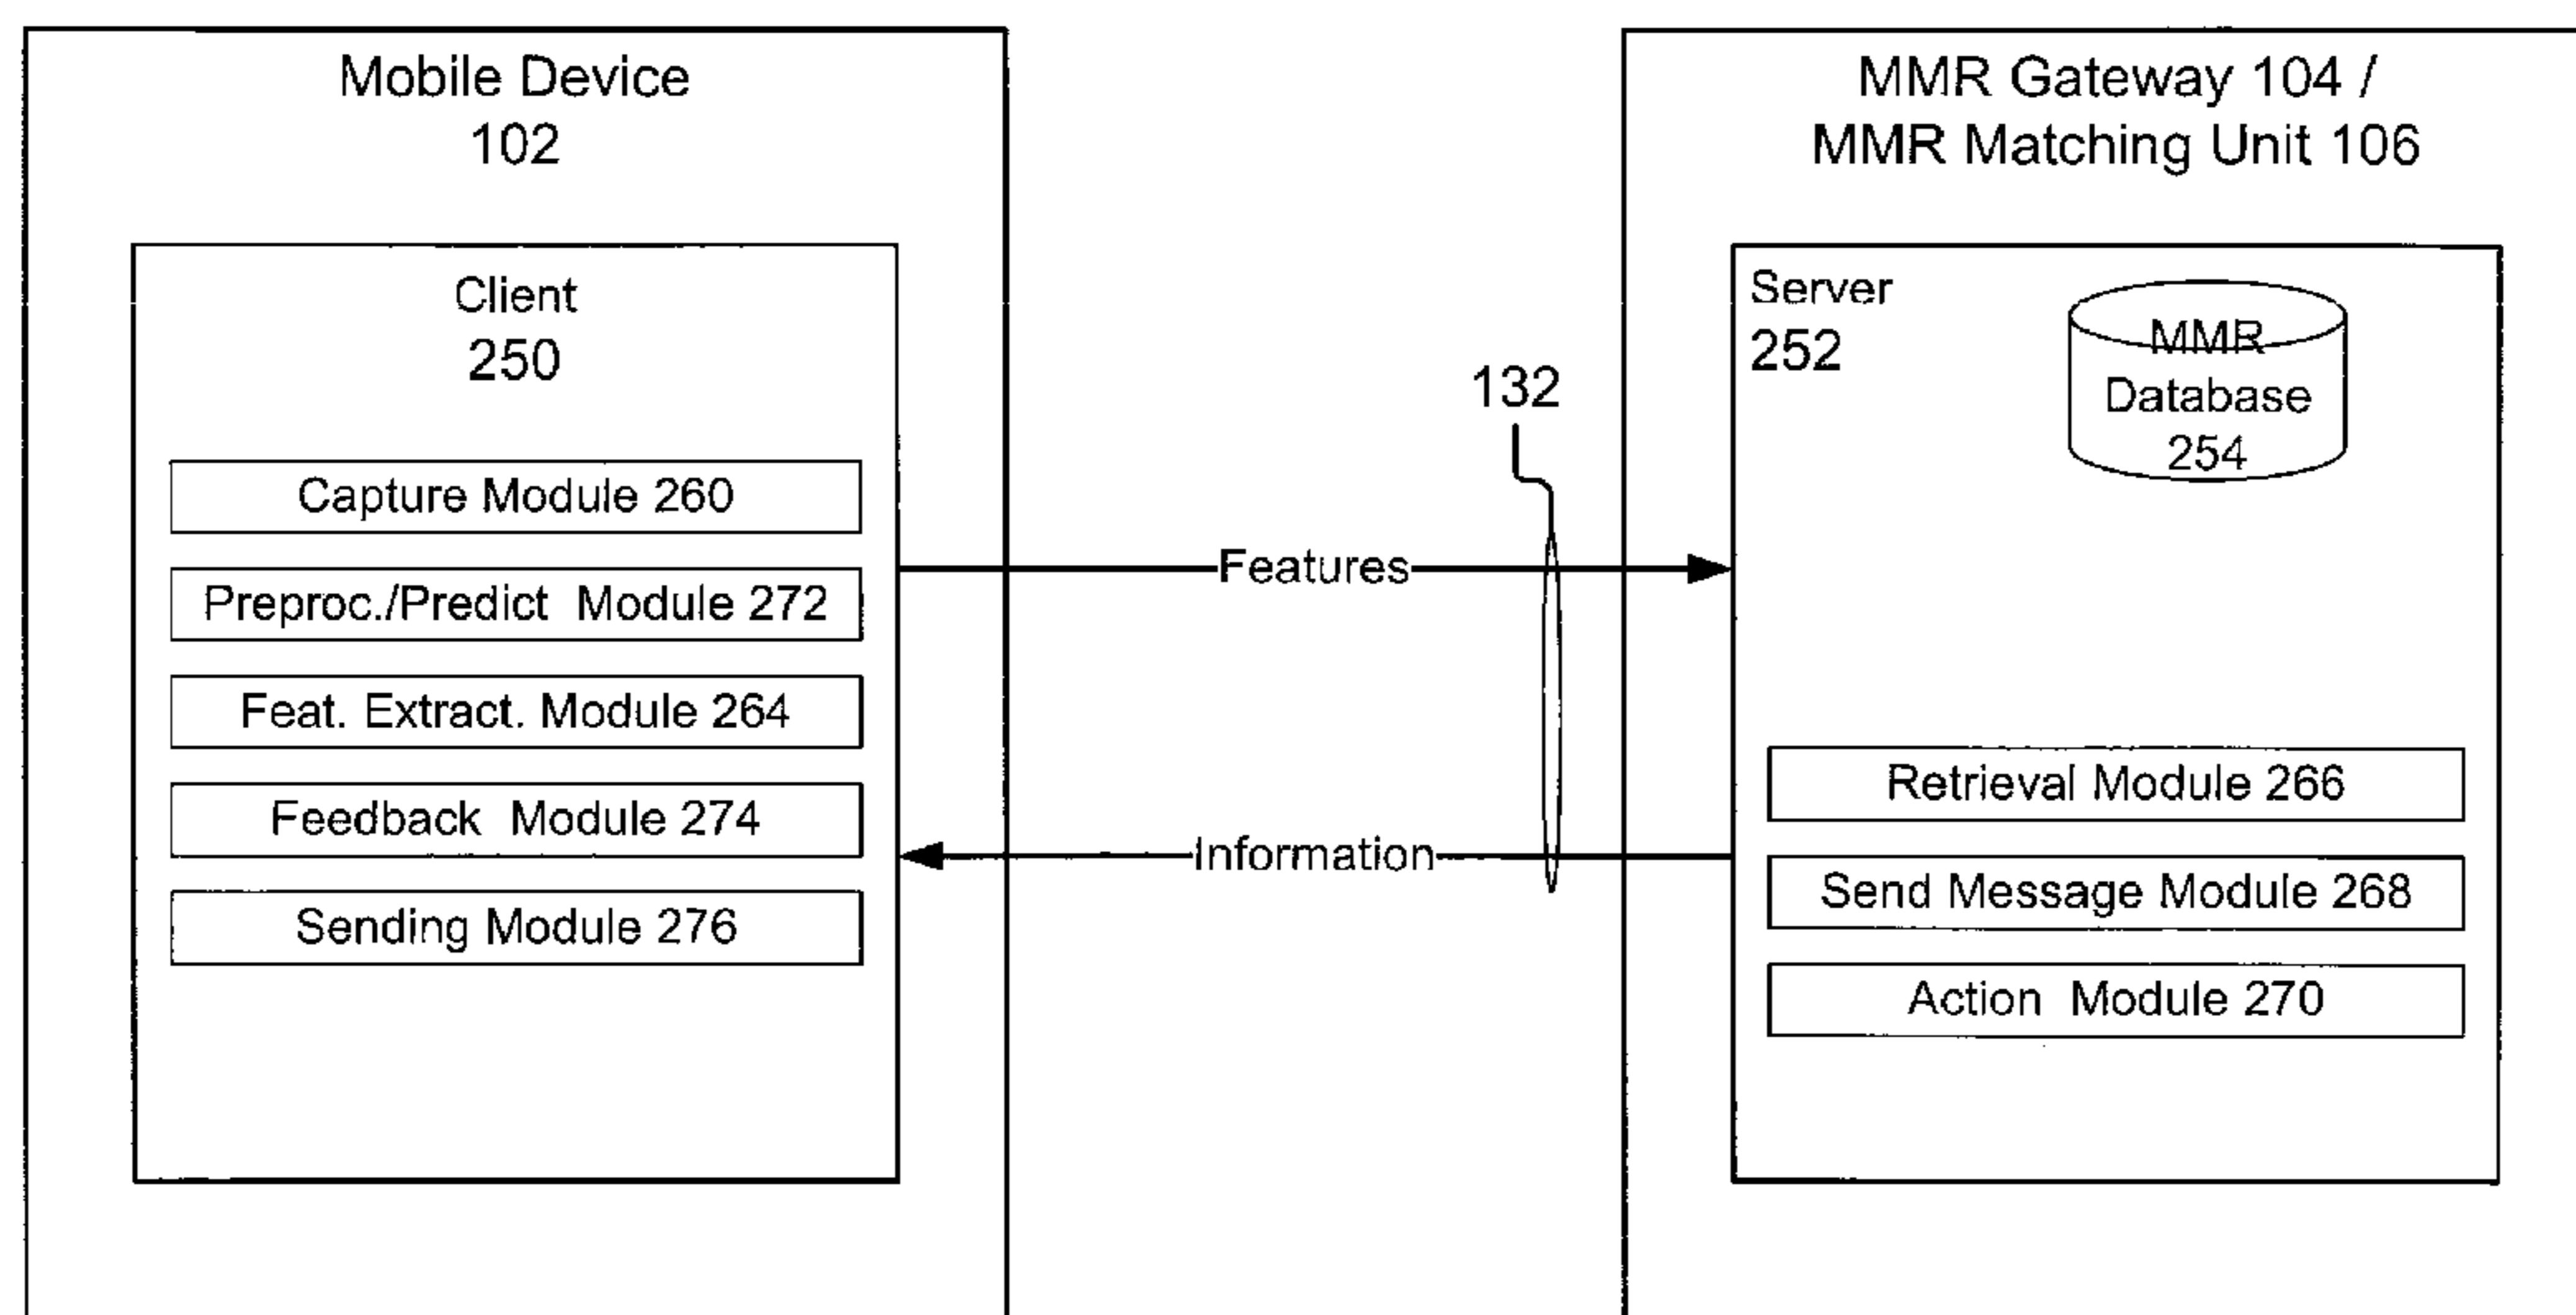 Mobile Device
102
Client
250
Capture Module 260
Preproc./Predict Module 272
Feat. Extract. Module 264
Feedback Module 274
Sending Module 276
132
Features
Information
MMR Gateway 104 /
MMR Matching Unit 106
Server
252
MMR
Database
254
Retrieval Module 266
Send Message Module 268
Action Module 270